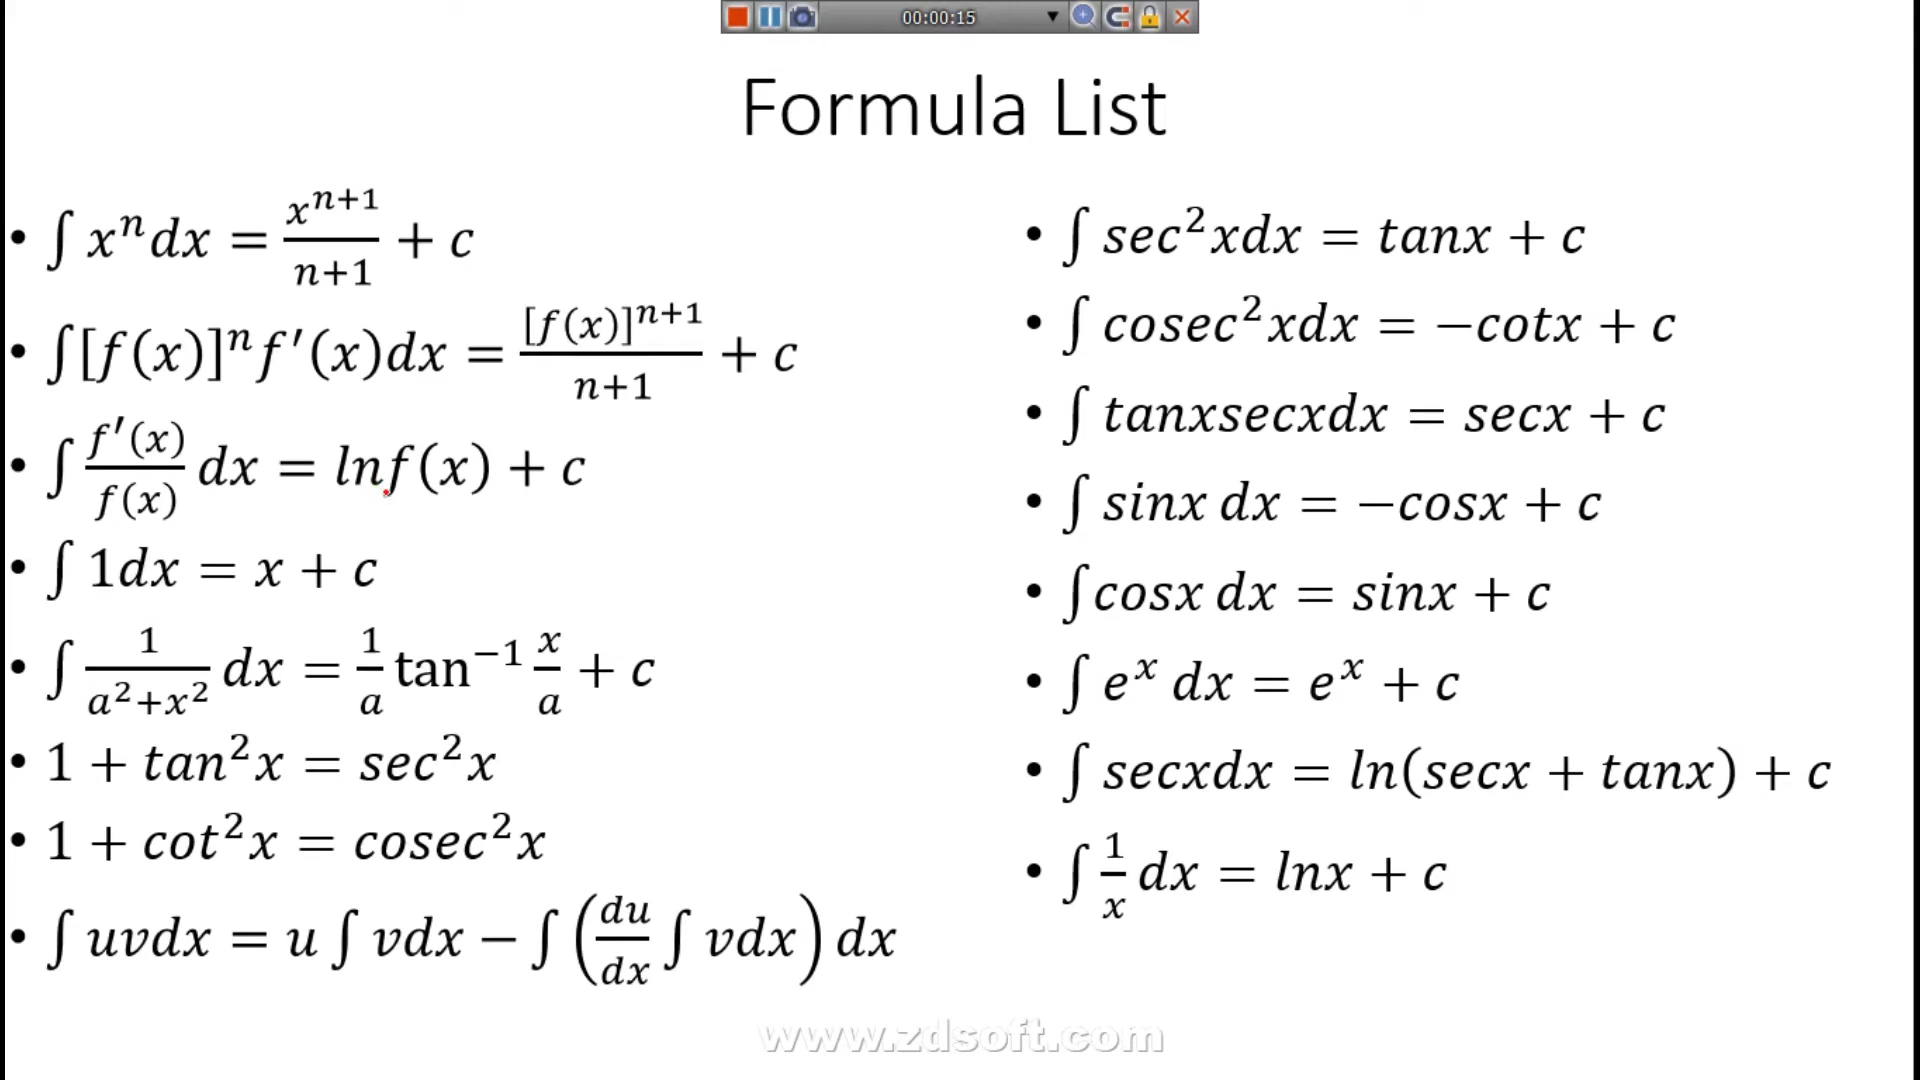 00:00:15
Formula List
• ∫ xⁿdx = xⁿ⁺¹/n+1 + c
• ∫[f(x)]ⁿf′(x)dx = [f(x)]ⁿ⁺¹/n+1 + c
• ∫ f′(x)/f(x) dx = lnf(x) + c
• ∫ 1dx = x + c
• ∫ 1/a²+x² dx = 1/a tan⁻¹ x/a + c
• 1 + tan²x = sec²x
• 1 + cot²x = cosec²x
• ∫ uvdx = u ∫ vdx − ∫ (du/dx ∫ vdx) dx
• ∫ sec²xdx = tanx + c
• ∫ cosec²xdx = −cotx + c
• ∫ tanxsecxdx = secx + c
• ∫ sinx dx = −cosx + c
• ∫cosx dx = sinx + c
• ∫ eˣ dx = eˣ + c
• ∫ secxdx = ln(secx + tanx) + c
• ∫ 1/x dx = lnx + c
www.zdsoft.com